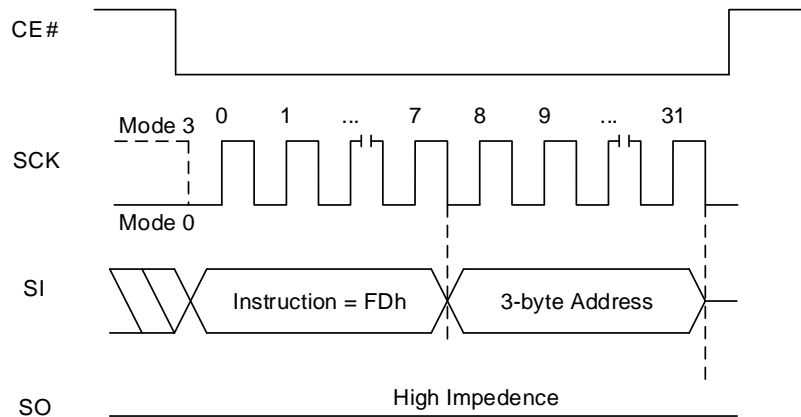 CE#
Mode 3 0 1 ... 7 8 9 ... 31
SCK
Mode 0
SI
Instruction = FDh 3-byte Address
High Impedence
SO